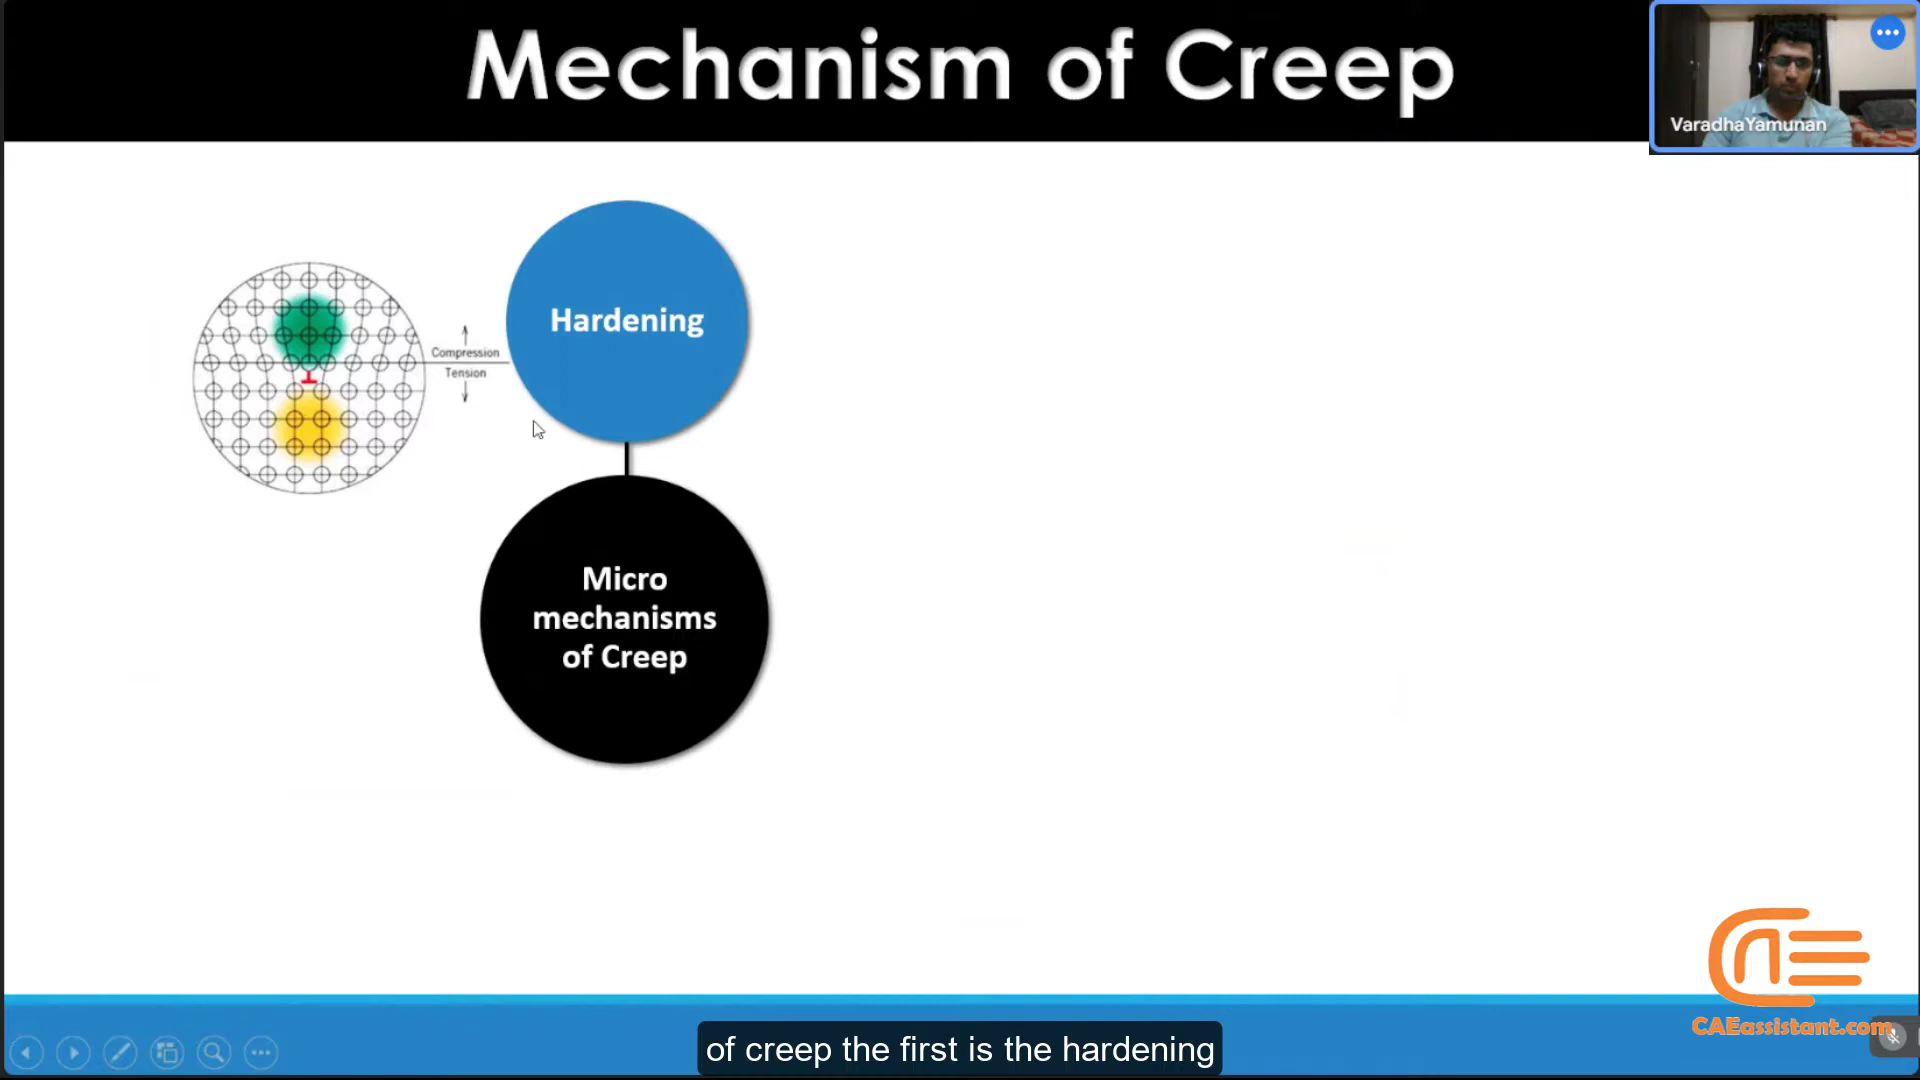 Mechanism of Creep
VaradhaYamunan
Hardening
Compression
Tension
Micro
mechanisms
of Creep
CAEassistant.com
of creep the first is the hardening